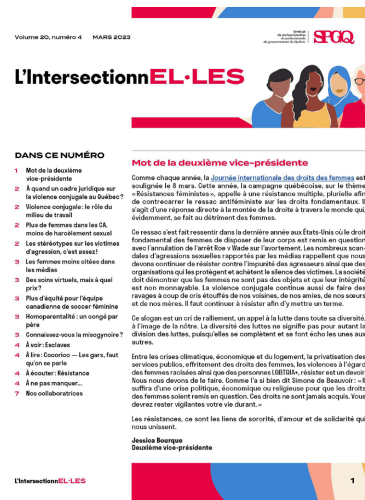 Volume 20, numéro 4 MARS 2023
Syndicat
de professionnelles
et professionnels
du gouvernement du Québec
SPGQ
L'IntersectionnEL·LES
DANS CE NUMÉRO
1 Mot de la deuxième
vice-présidente
2 À quand un cadre juridique sur
la violence conjugale au Québec?
2 Violence conjugale: le rôle du
milieu de travail
2 Plus de femmes dans les CA,
moins de harcèlement sexuel
2 Les stéréotypes sur les victimes
d'agression, c'est assez!
3 Les femmes moins citées dans
les médias
3 Des soins virtuels, mais à quel
prix?
3 Plus d'équité pour l'équipe
canadienne de soccer féminine
3 Homoparentalité : un congé par
père
3 Connaissez-vous la misogynoire?
4 À voir: Esclaves
4 À lire: Cocorico — Les gars, faut
qu'on se parle
4 À écouter: Résistance
4 À ne pas manquer...
7 Nos collaboratrices
Mot de la deuxième vice-présidente
Comme chaque année, la Journée internationale des droits des femmes est
soulignée le 8 mars. Cette année, la campagne québécoise, sur le thème
«Résistances féministes», appelle à une résistance multiple, plurielle afin
de contrecarrer le ressac antiféministe sur les droits fondamentaux. Il
s'agit d'une réponse directe à la montée de la droite à travers le monde qui,
évidemment, se fait au détriment des femmes.
Ce ressac s'est fait ressentir dans la dernière année aux États-Unis où le droit
fondamental des femmes de disposer de leur corps est remis en question
avec l'annulation de l'arrêt Roe v Wade sur l'avortement. Les nombreux scan-
dales d'agressions sexuelles rapportés par les médias rappellent que nous
devons continuer de résister contre l'impunité des agresseurs ainsi que des
organisations qui les protègent et achètent le silence des victimes. La société
doit démontrer que les femmes ne sont pas des objets et que leur intégrité
est non monnayable. La violence conjugale continue aussi de faire des
ravages à coup de cris étouffés de nos voisines, de nos amies, de nos sœurs
et de nos mères. Il faut continuer à résister afin d'y mettre un terme.
Ce slogan est un cri de ralliement, un appel à la lutte dans toute sa diversité,
à l'image de la nôtre. La diversité des luttes ne signifie pas pour autant la
division des luttes, puisqu'elles se complètent et se font écho les unes aux
autres.
Entre les crises climatique, économique et du logement, la privatisation des
services publics, effritement des droits des femmes, les violences à l'égard
des femmes racisées ainsi que des personnes LGBTQIA+, résister est un devoir.
Nous nous devons de le faire. Comme l'a si bien dit Simone de Beauvoir: «Il
suffira d'une crise politique, économique ou religieuse pour que les droits
des femmes soient remis en question. Ces droits ne sont jamais acquis. Vous
devrez rester vigilantes votre vie durant.»
Les résistances, ce sont les liens de sororité, d'amour et de solidarité qui
nous unissent.
Jessica Bourque
Deuxième vice-présidente
L'IntersectionnEL·LES 1